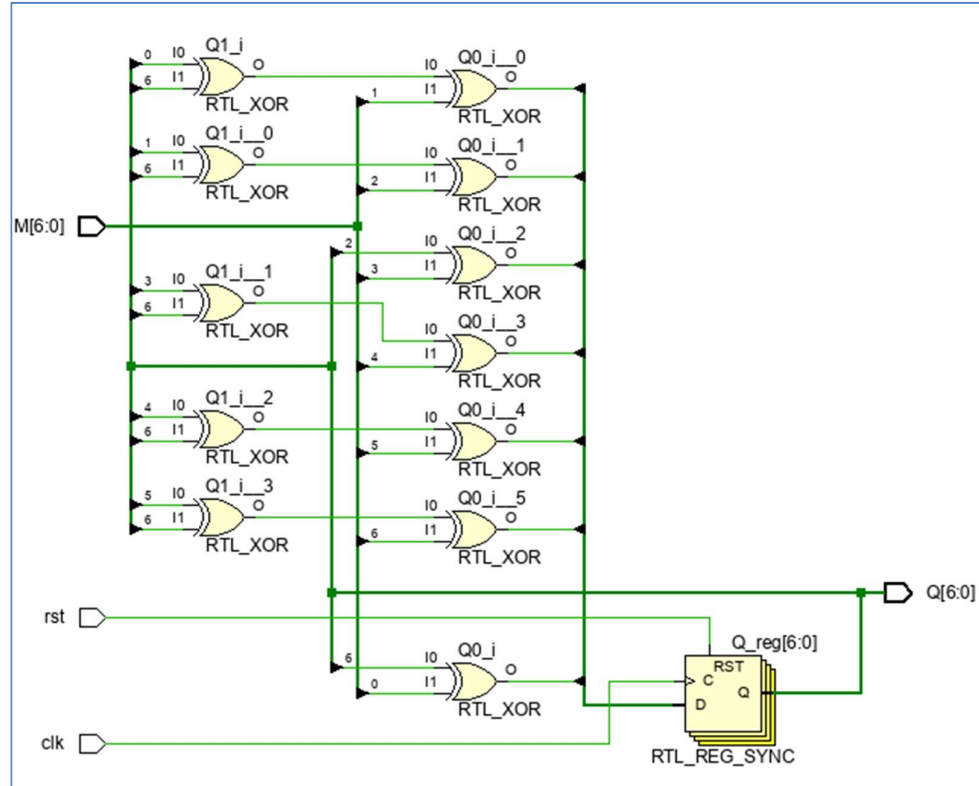 Q1_i
0 I0 O
6 I1
RTL_XOR
Q0_i__0
I0 O
1 I1
RTL_XOR
Q1_i__0
1 I0 O
6 I1
RTL_XOR
Q0_i__1
I0 O
2 I1
RTL_XOR
M[6:0]
Q0_i__2
2 I0 O
3 I1
RTL_XOR
Q1_i__1
3 I0 O
6 I1
RTL_XOR
Q0_i__3
I0 O
4 I1
RTL_XOR
Q1_i__2
4 I0 O
6 I1
RTL_XOR
Q0_i__4
I0 O
5 I1
RTL_XOR
Q1_i__3
5 I0 O
6 I1
RTL_XOR
Q0_i__5
I0 O
6 I1
RTL_XOR
Q[6:0]
rst
Q0_i
6 I0 O
0 I1
RTL_XOR
Q_reg[6:0]
RST
C
Q
D
RTL_REG_SYNC
clk